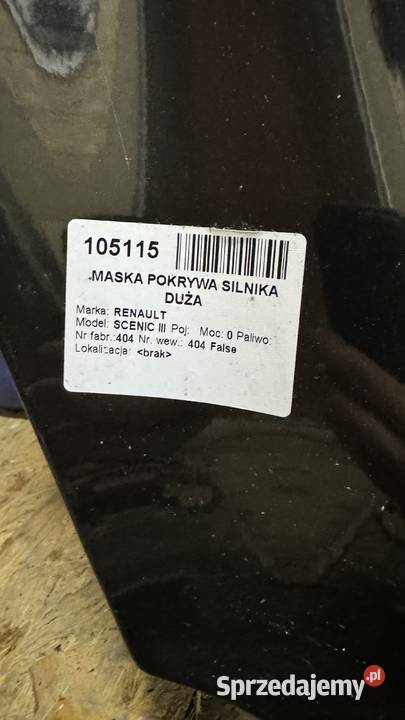 105115
MASKA POKRYWA SILNIKA
DUŻA
Marka: RENAULT
Model: SCENIC III Poj: Moc: 0 Paliwo:
Nr fabr.:404 Nr. wew.: 404 False
Lokalizacja: <brak>
Sprzedajemy.pl